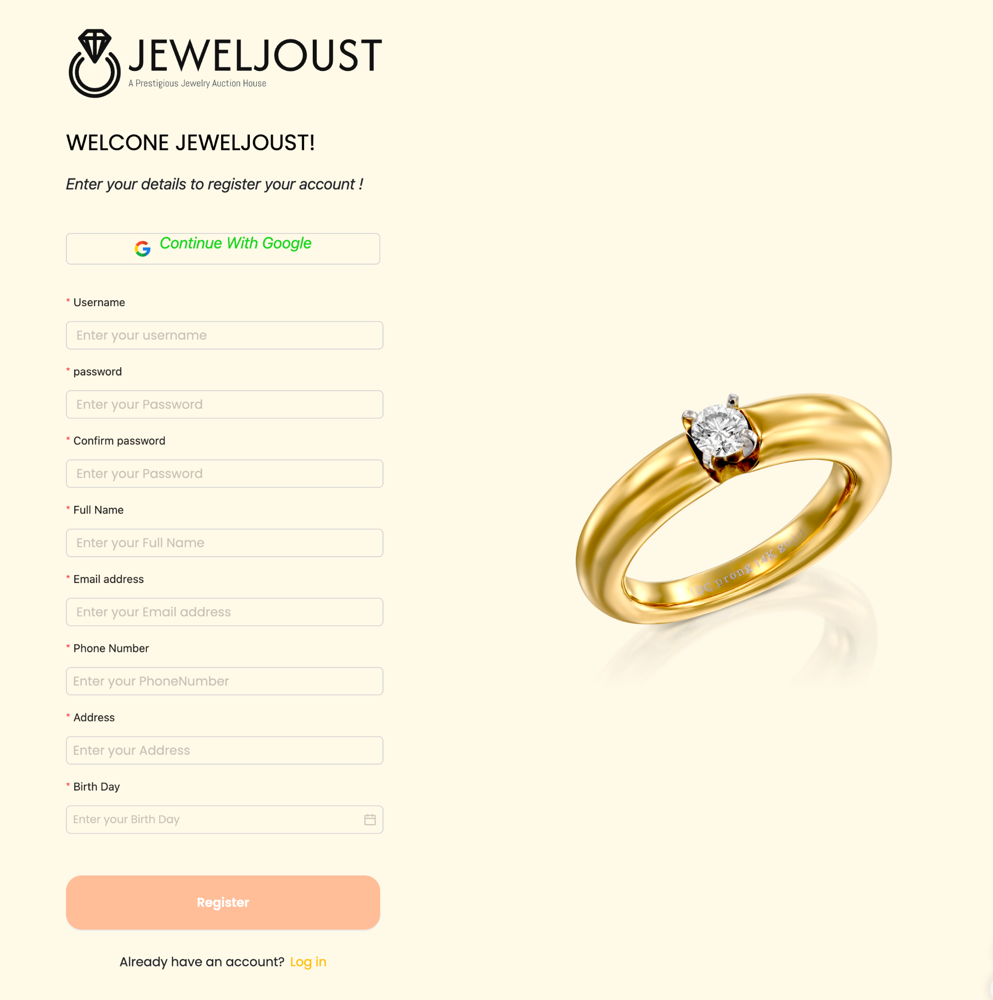 JEWELJOUST
A Prestigious Jewelry Auction House
WELCONE JEWELJOUST!
Enter your details to register your account !
Continue With Google
* Username
Enter your username
* password
Enter your Password
* Confirm password
Enter your Password
* Full Name
Enter your Full Name
* Email address
Enter your Email address
* Phone Number
Enter your PhoneNumber
* Address
Enter your Address
* Birth Day
Enter your Birth Day
Register
Already have an account? Log in
prong 14K